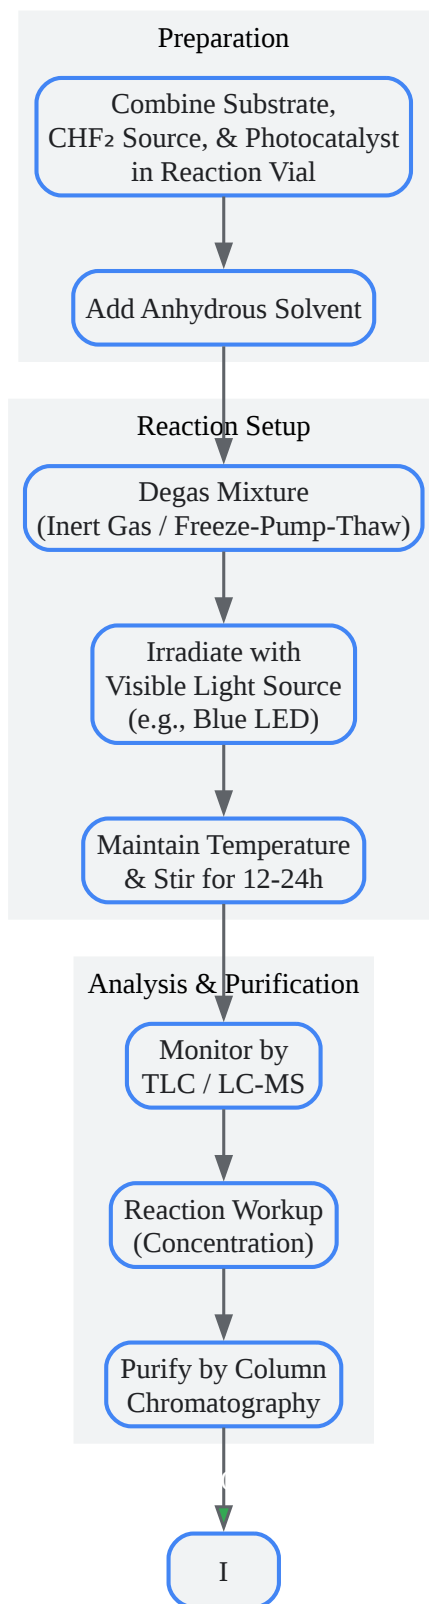 Preparation
Combine Substrate,
CHF₂ Source, & Photocatalyst
in Reaction Vial
Add Anhydrous Solvent
Reaction Setup
Degas Mixture
(Inert Gas / Freeze-Pump-Thaw)
Irradiate with
Visible Light Source
(e.g., Blue LED)
Maintain Temperature
& Stir for 12-24h
Analysis & Purification
Monitor by
TLC / LC-MS
Reaction Workup
(Concentration)
Purify by Column
Chromatography
I